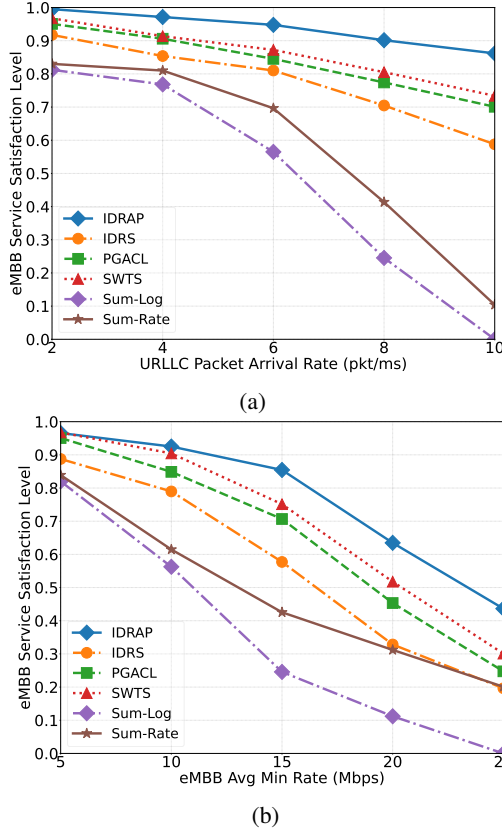 1.0
0.9
0.8
0.7
0.6
0.5
0.4
0.3
0.2
0.1
0.0
eMBB Service Satisfaction Level
IDRAP
IDRS
PGACL
SWTS
Sum-Log
Sum-Rate
2 4 6 8 10
URLLC Packet Arrival Rate (pkt/ms)
(a)
1.0
0.9
0.8
0.7
0.6
0.5
0.4
0.3
0.2
0.1
0.0
eMBB Service Satisfaction Level
IDRAP
IDRS
PGACL
SWTS
Sum-Log
Sum-Rate
5 10 15 20 2
eMBB Avg Min Rate (Mbps)
(b)